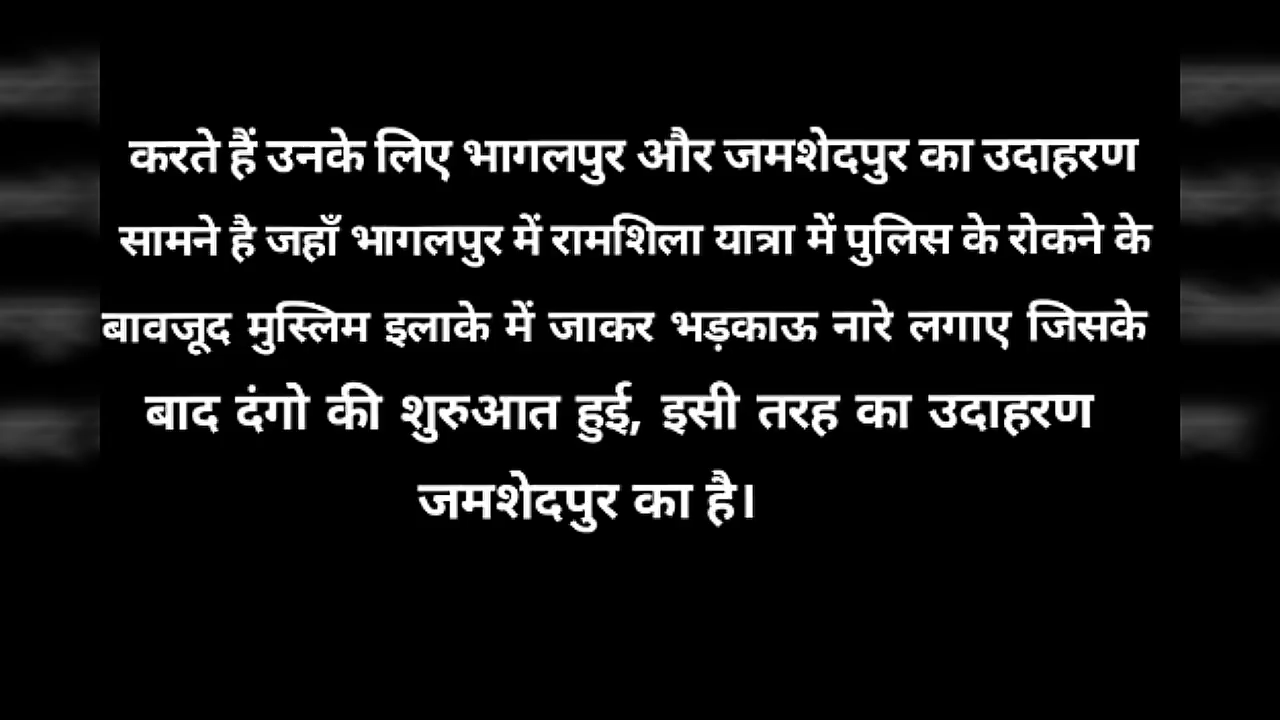 करते हैं उनके लिए भागलपुर और जमशेदपुर का उदाहरण
सामने है जहाँ भागलपुर में रामशिला यात्रा में पुलिस के रोकने के
बावजूद मुस्लिम इलाके में जाकर भड़काऊ नारे लगाए जिसके
बाद दंगो की शुरुआत हुई, इसी तरह का उदाहरण
जमशेदपुर का है।